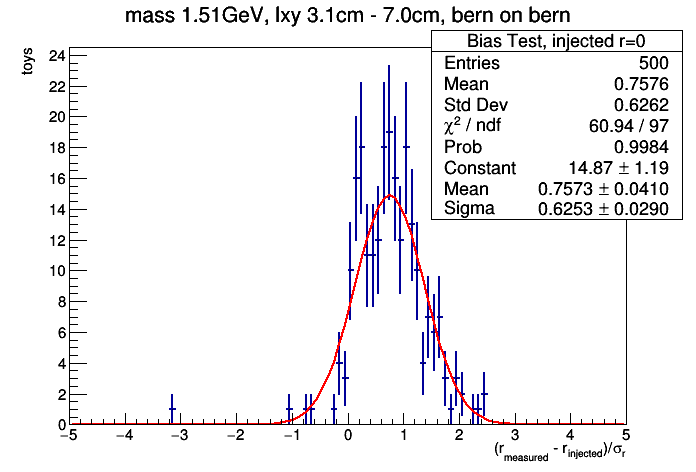 mass 1.51GeV, lxy 3.1cm - 7.0cm, bern on bern
Bias Test, injected r=0
Entries 500
Mean 0.7576
Std Dev 0.6262
χ² / ndf 60.94 / 97
Prob 0.9984
Constant 14.87 ± 1.19
Mean 0.7573 ± 0.0410
Sigma 0.6253 ± 0.0290
toys
24
22
20
18
16
14
12
10
8
6
4
2
0
−5 −4 −3 −2 −1 0 1 2 3 4 5
(r_measured - r_injected)/σ_r